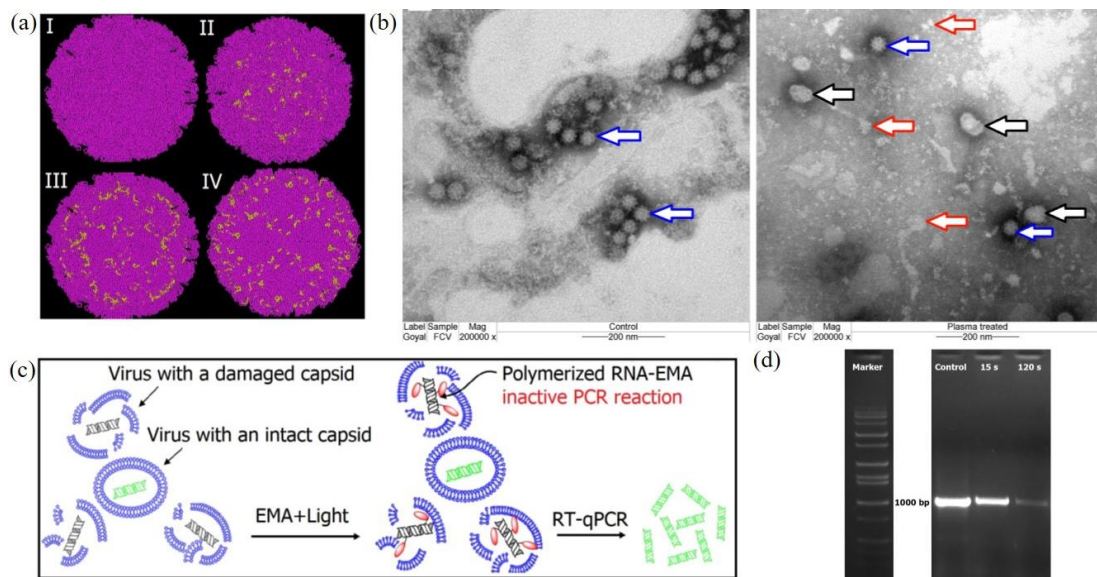 (a)
I
II
III
IV
(b)
Label Sample Mag Control
Goyal FCV 200000 x 200 nm
Label Sample Mag Plasma treated
Goyal FCV 200000 x 200 nm
(c)
Virus with a damaged capsid
Virus with an intact capsid
EMA+Light
Polymerized RNA-EMA
inactive PCR reaction
RT-qPCR
(d)
Marker
Control 15 s 120 s
1000 bp